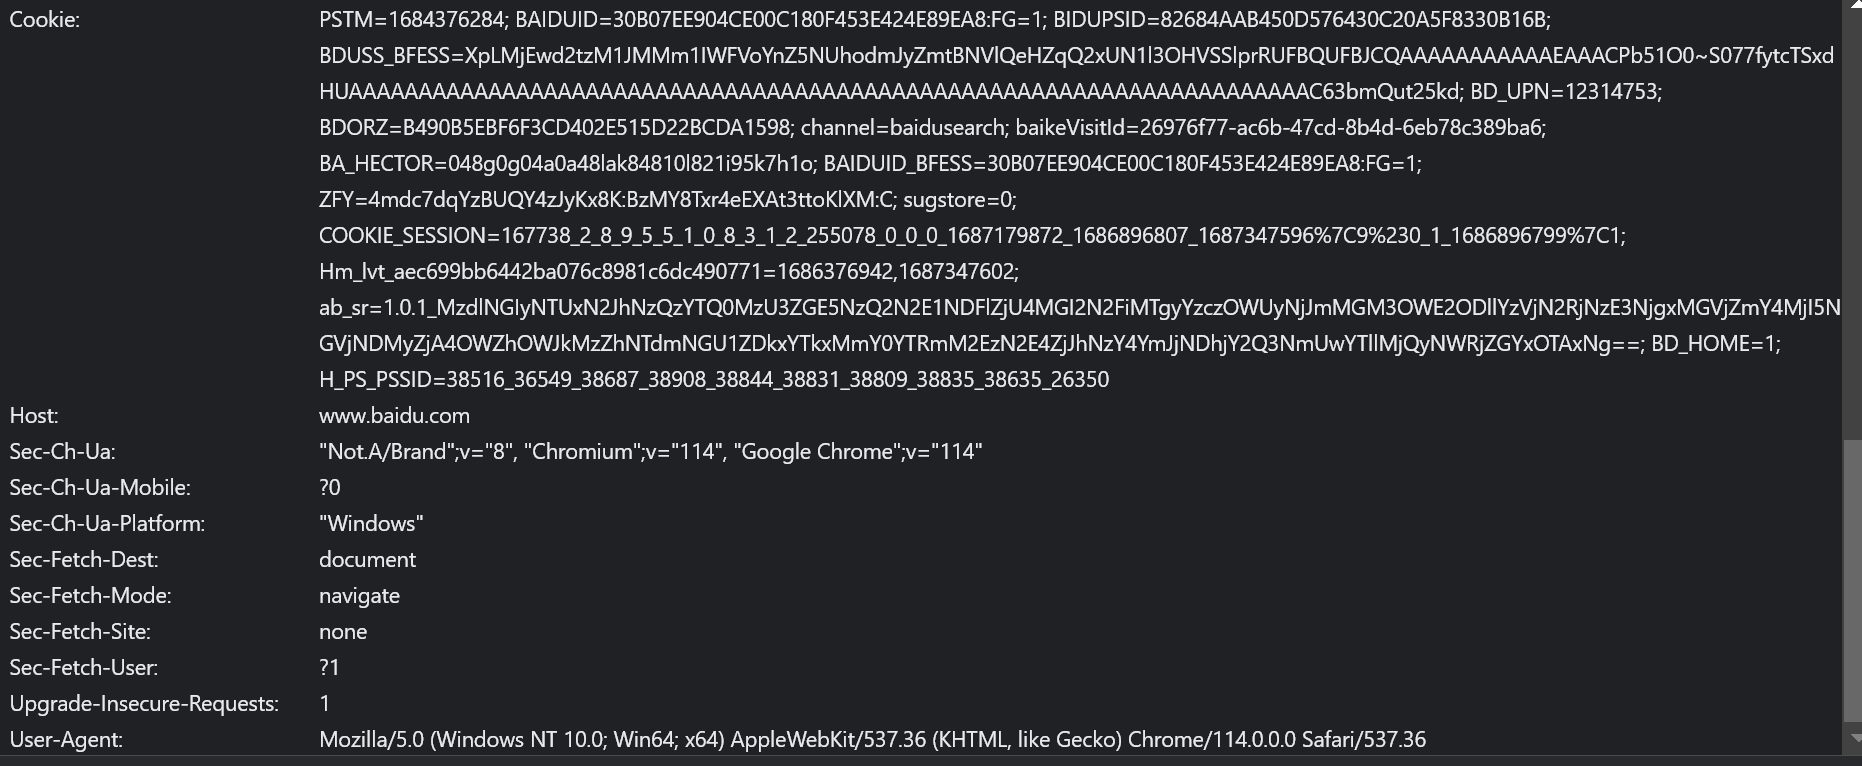 Cookie: PSTM=1684376284; BAIDUID=30B07EE904CE00C180F453E424E89EA8:FG=1; BIDUPSID=82684AAB450D576430C20A5F8330B16B;
BDUSS_BFESS=XpLMjEwd2tzM1JMMm1IWFVoYnZ5NUhodmJyZmtBNVlQeHZqQ2xUN1l3OHVSSlprRUFBQUFBJCQAAAAAAAAAAAEAAACPb51O0~S077fytcTSxd
HUAAAAAAAAAAAAAAAAAAAAAAAAAAAAAAAAAAAAAAAAAAAAAAAAAAAAAAAAAAAAAAAAAAAAAAC63bmQut25kd; BD_UPN=12314753;
BDORZ=B490B5EBF6F3CD402E515D22BCDA1598; channel=baidusearch; baikeVisitId=26976f77-ac6b-47cd-8b4d-6eb78c389ba6;
BA_HECTOR=048g0g04a0a48lak84810l821i95k7h1o; BAIDUID_BFESS=30B07EE904CE00C180F453E424E89EA8:FG=1;
ZFY=4mdc7dqYzBUQY4zJyKx8K:BzMY8Txr4eEXAt3ttoKlXM:C; sugstore=0;
COOKIE_SESSION=167738_2_8_9_5_5_1_0_8_3_1_2_255078_0_0_0_1687179872_1686896807_1687347596%7C9%230_1_1686896799%7C1;
Hm_lvt_aec699bb6442ba076c8981c6dc490771=1686376942,1687347602;
ab_sr=1.0.1_MzdlNGIyNTUxN2JhNzQzYTQ0MzU3ZGE5NzQ2N2E1NDFlZjU4MGI2N2FiMTgyYzczOWUyNjJmMGM3OWE2ODllYzVjN2RjNzE3NjgxMGVjZmY4MjI5N
GVjNDMyZjA4OWZhOWJkMzZhNTdmNGU1ZDkxYTkxMmY0YTRmM2EzN2E4ZjJhNzY4YmJjNDhjY2Q3NmUwYTllMjQyNWRjZGYxOTAxNg==; BD_HOME=1;
H_PS_PSSID=38516_36549_38687_38908_38844_38831_38809_38835_38635_26350
Host: www.baidu.com
Sec-Ch-Ua: "Not.A/Brand";v="8", "Chromium";v="114", "Google Chrome";v="114"
Sec-Ch-Ua-Mobile: ?0
Sec-Ch-Ua-Platform: "Windows"
Sec-Fetch-Dest: document
Sec-Fetch-Mode: navigate
Sec-Fetch-Site: none
Sec-Fetch-User: ?1
Upgrade-Insecure-Requests: 1
User-Agent: Mozilla/5.0 (Windows NT 10.0; Win64; x64) AppleWebKit/537.36 (KHTML, like Gecko) Chrome/114.0.0.0 Safari/537.36